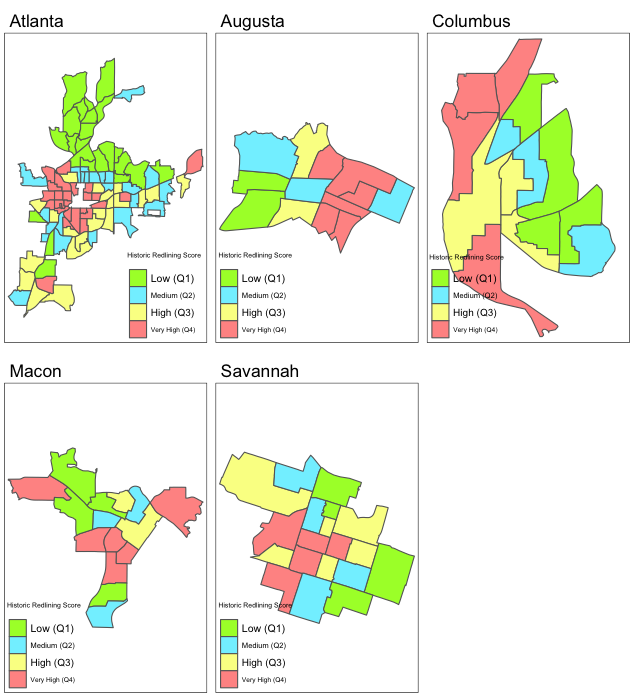 Atlanta
Historic Redlining Score
Low (Q1)
Medium (Q2)
High (Q3)
Very High (Q4)
Augusta
Historic Redlining Score
Low (Q1)
Medium (Q2)
High (Q3)
Very High (Q4)
Columbus
Historic Redlining Score
Low (Q1)
Medium (Q2)
High (Q3)
Very High (Q4)
Macon
Historic Redlining Score
Low (Q1)
Medium (Q2)
High (Q3)
Very High (Q4)
Savannah
Historic Redlining Score
Low (Q1)
Medium (Q2)
High (Q3)
Very High (Q4)